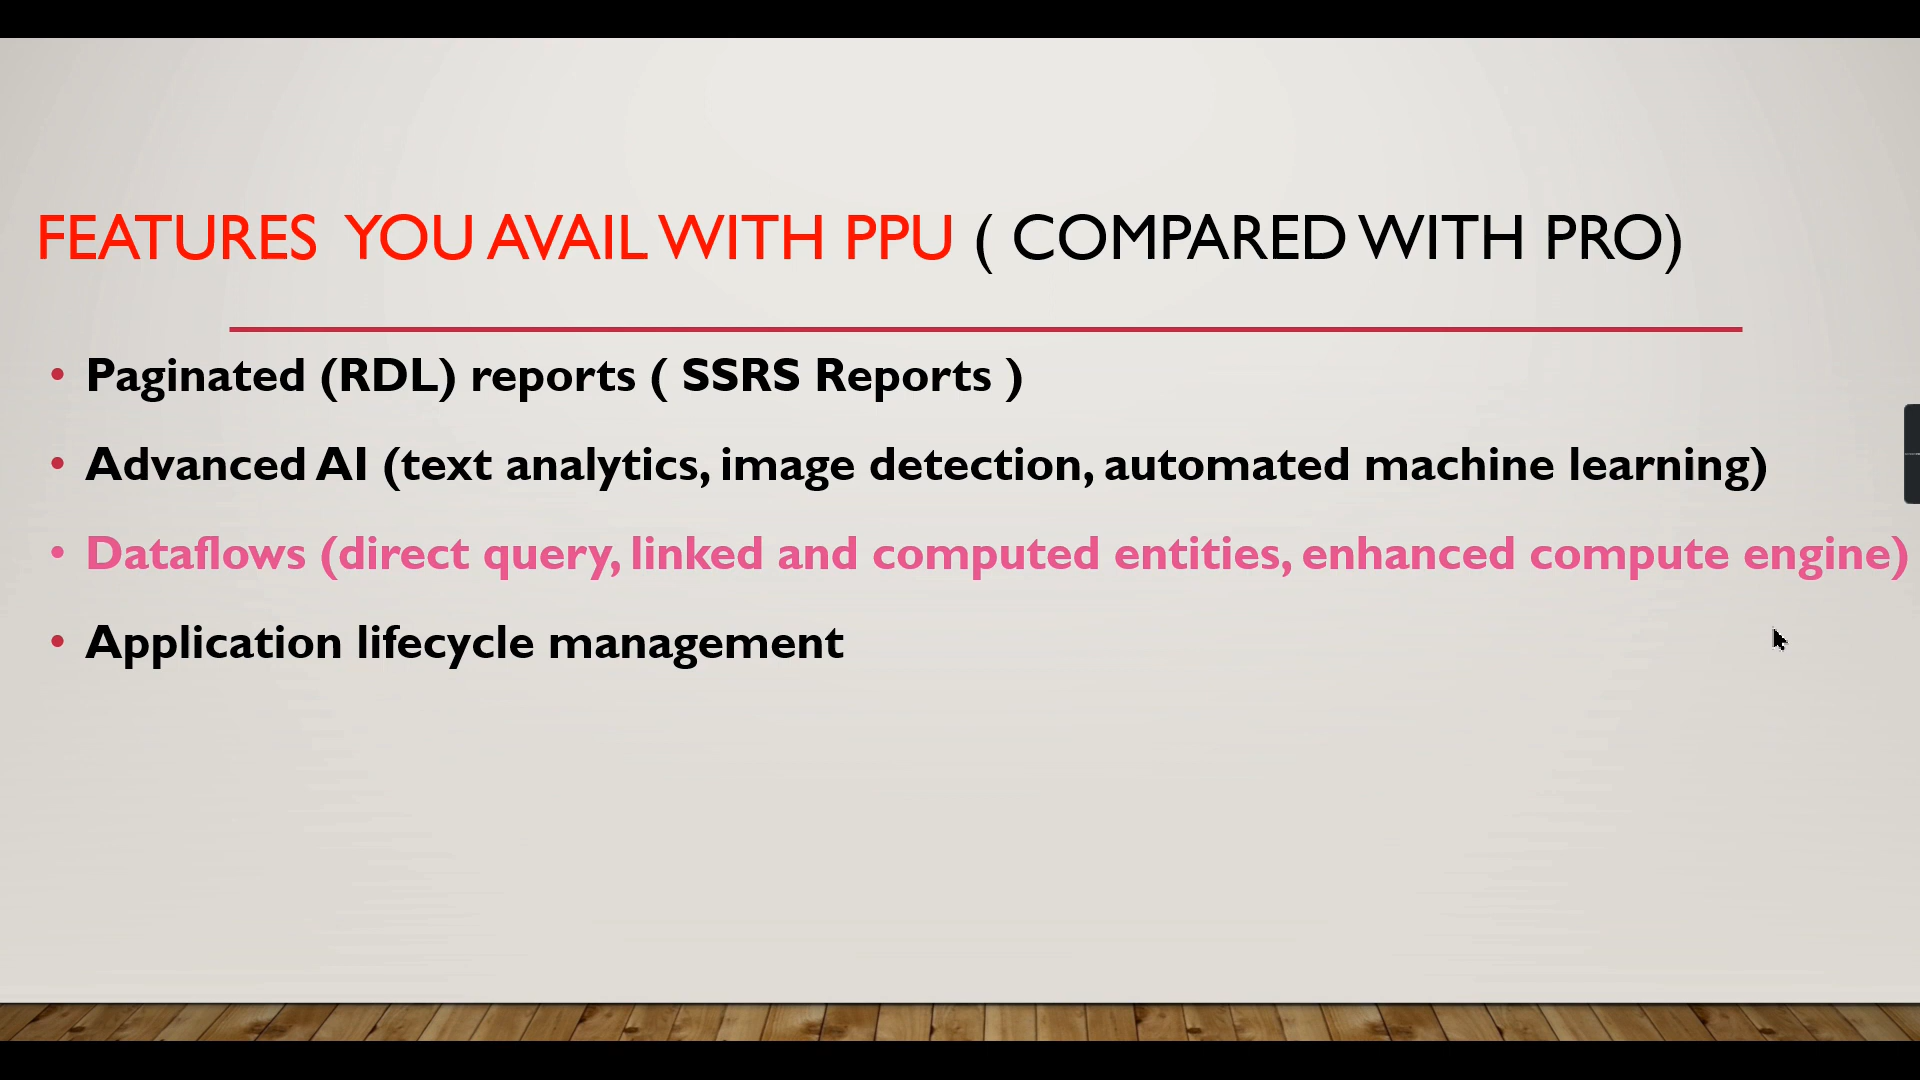 FEATURES YOU AVAIL WITH PPU ( COMPARED WITH PRO)
• Paginated (RDL) reports ( SSRS Reports )
• Advanced AI (text analytics, image detection, automated machine learning)
• Dataflows (direct query, linked and computed entities, enhanced compute engine)
• Application lifecycle management